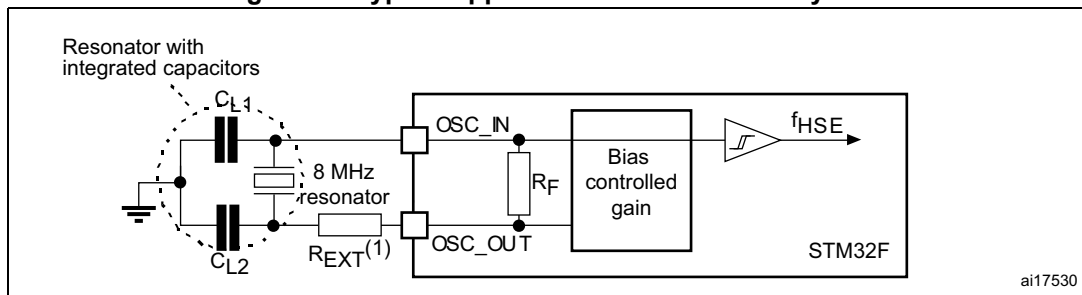 Resonator with
integrated capacitors
CL1
OSC_IN
fHSE
8 MHz
resonator
RF
Bias
controlled
gain
REXT(1)
OSC_OUT
STM32F
CL2
ai17530